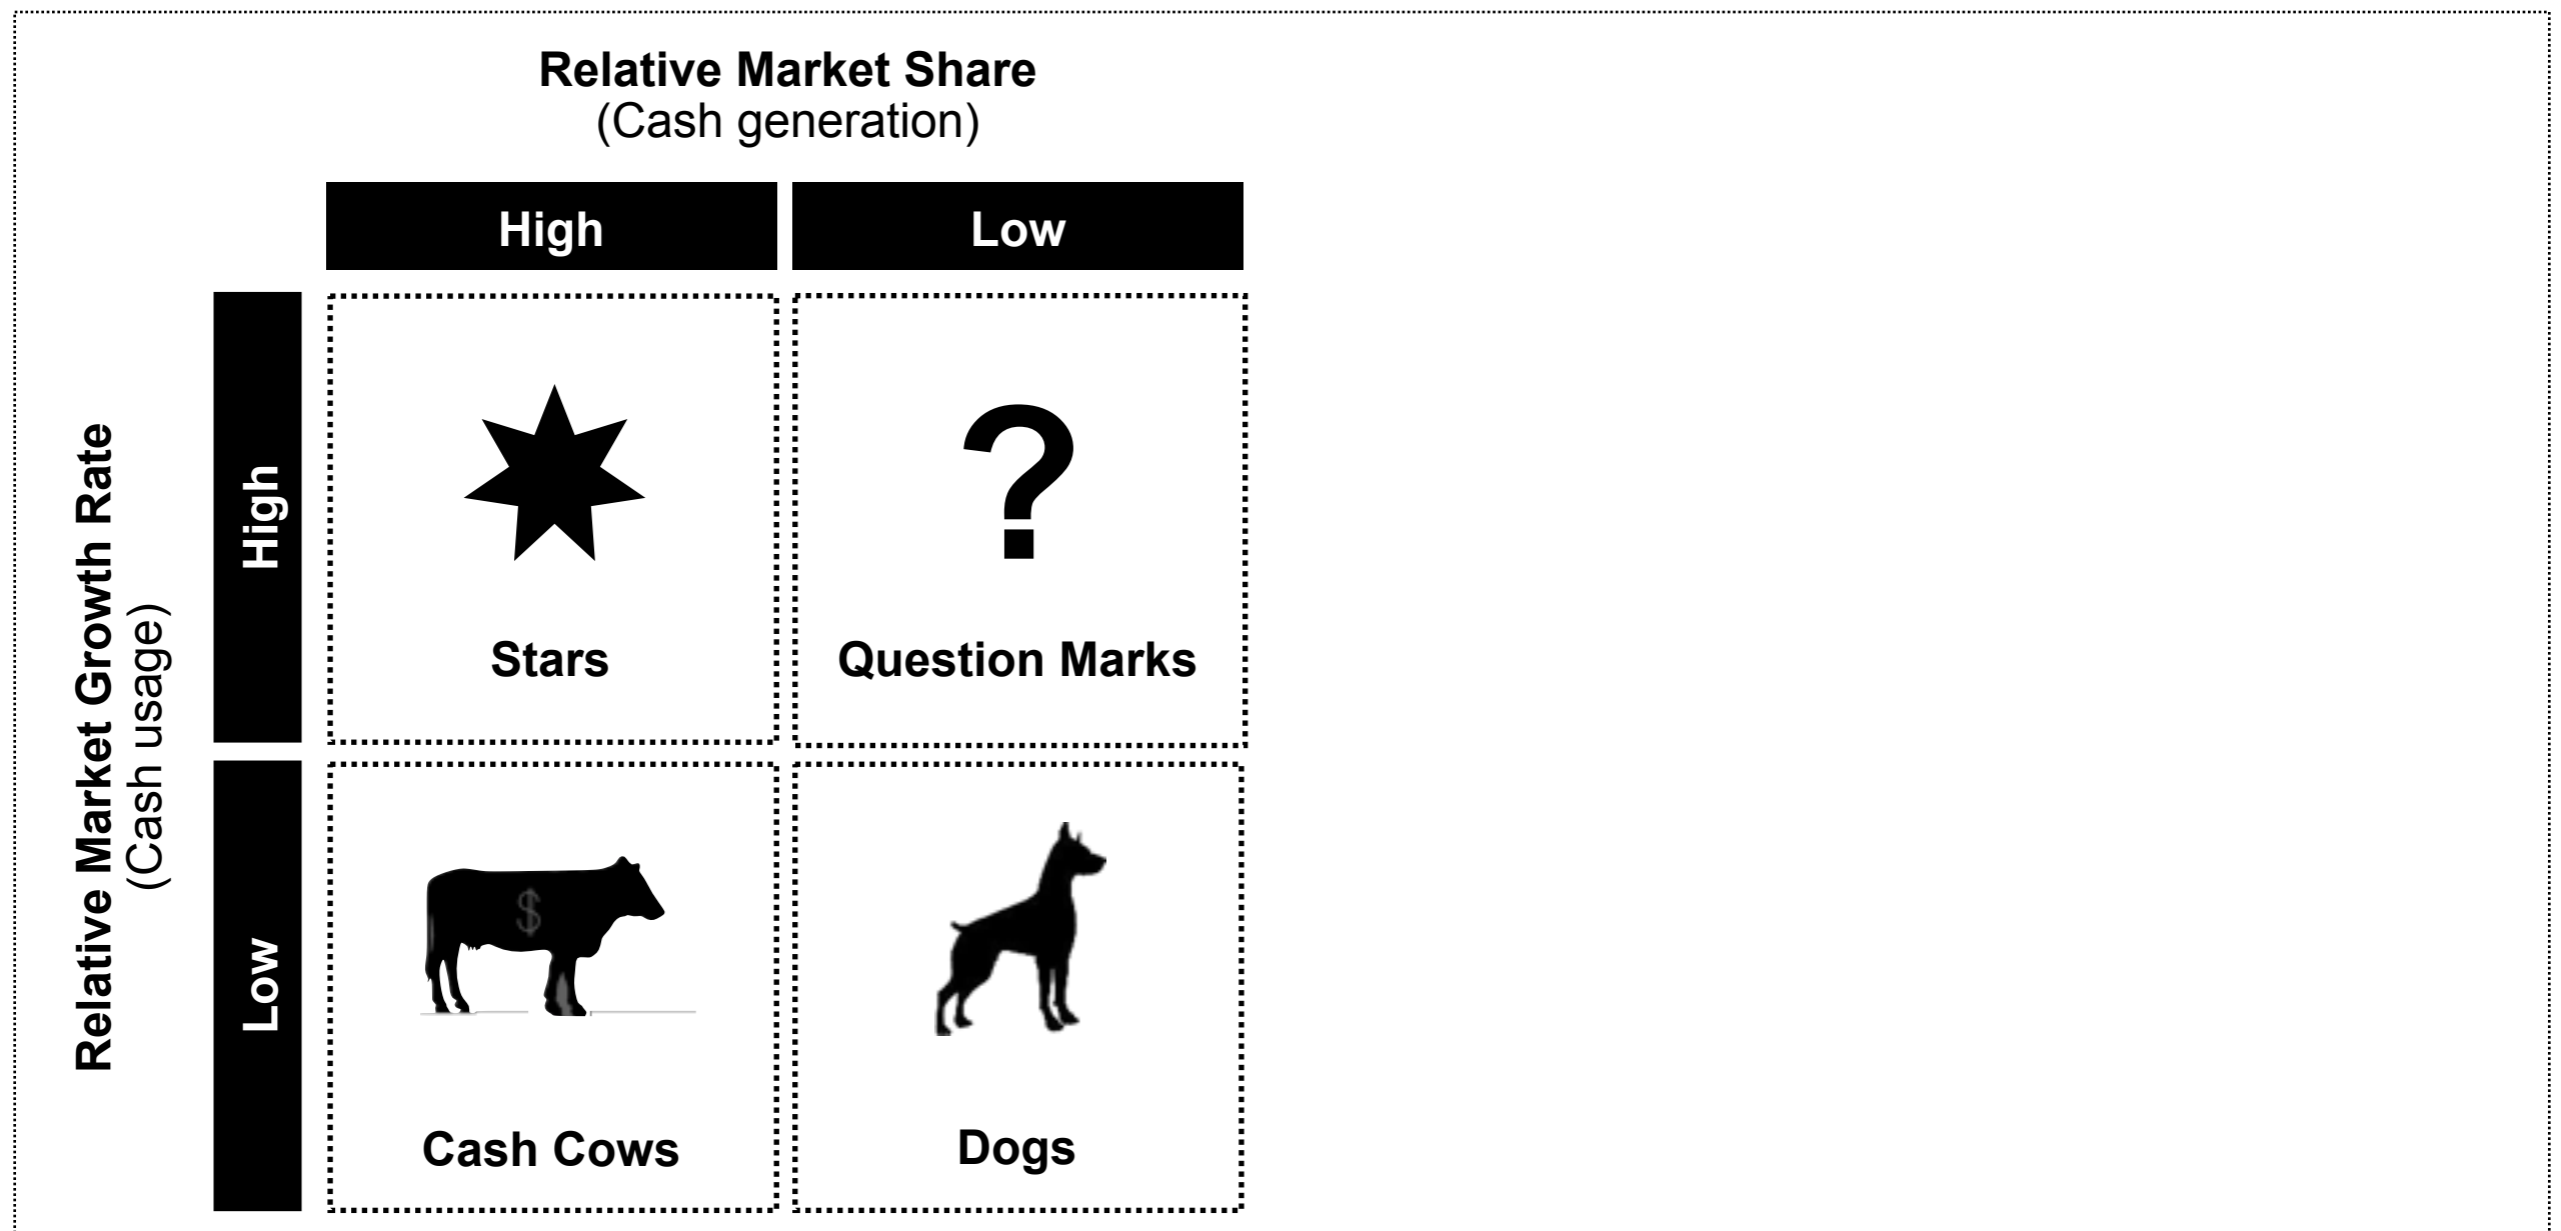 Relative Market Share
(Cash generation)
High
Low
Relative Market Growth Rate
(Cash usage)
High
?
Stars
Question Marks
Low
$
Cash Cows
Dogs